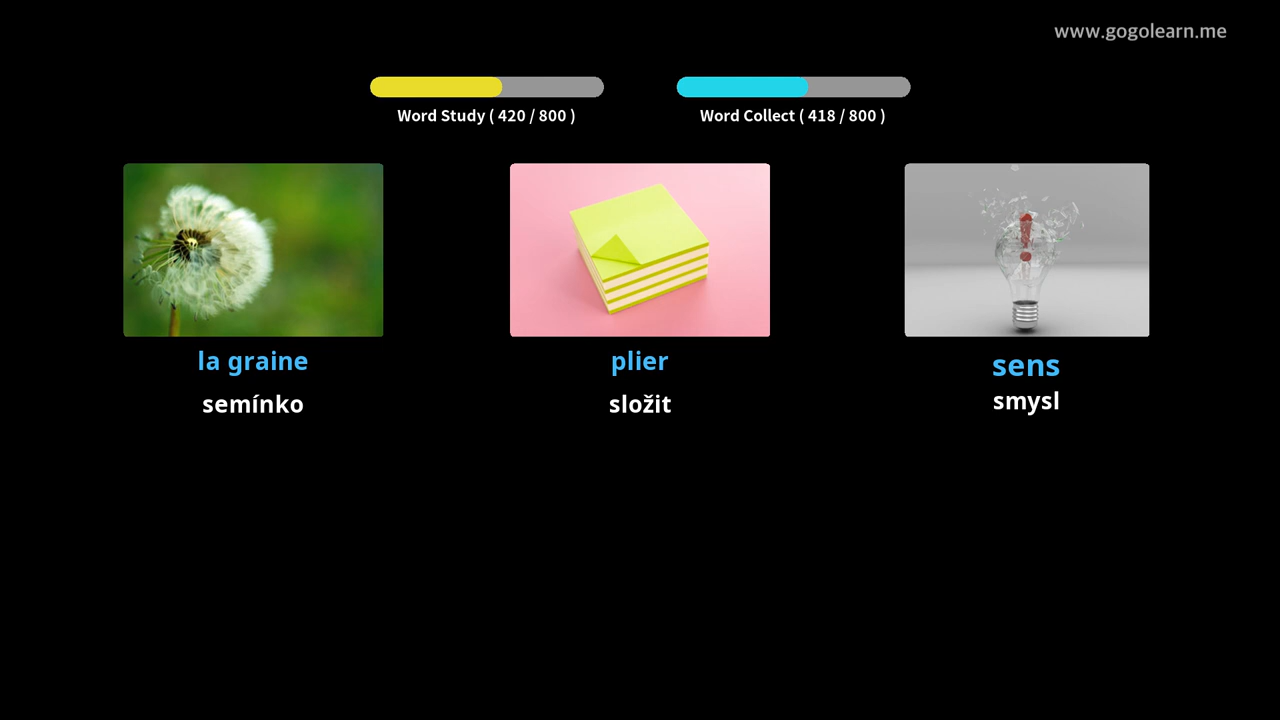 www.gogolearn.me
Word Study ( 420 / 800 )
Word Collect ( 418 / 800 )
la graine
plier
sens
semínko
složit
smysl